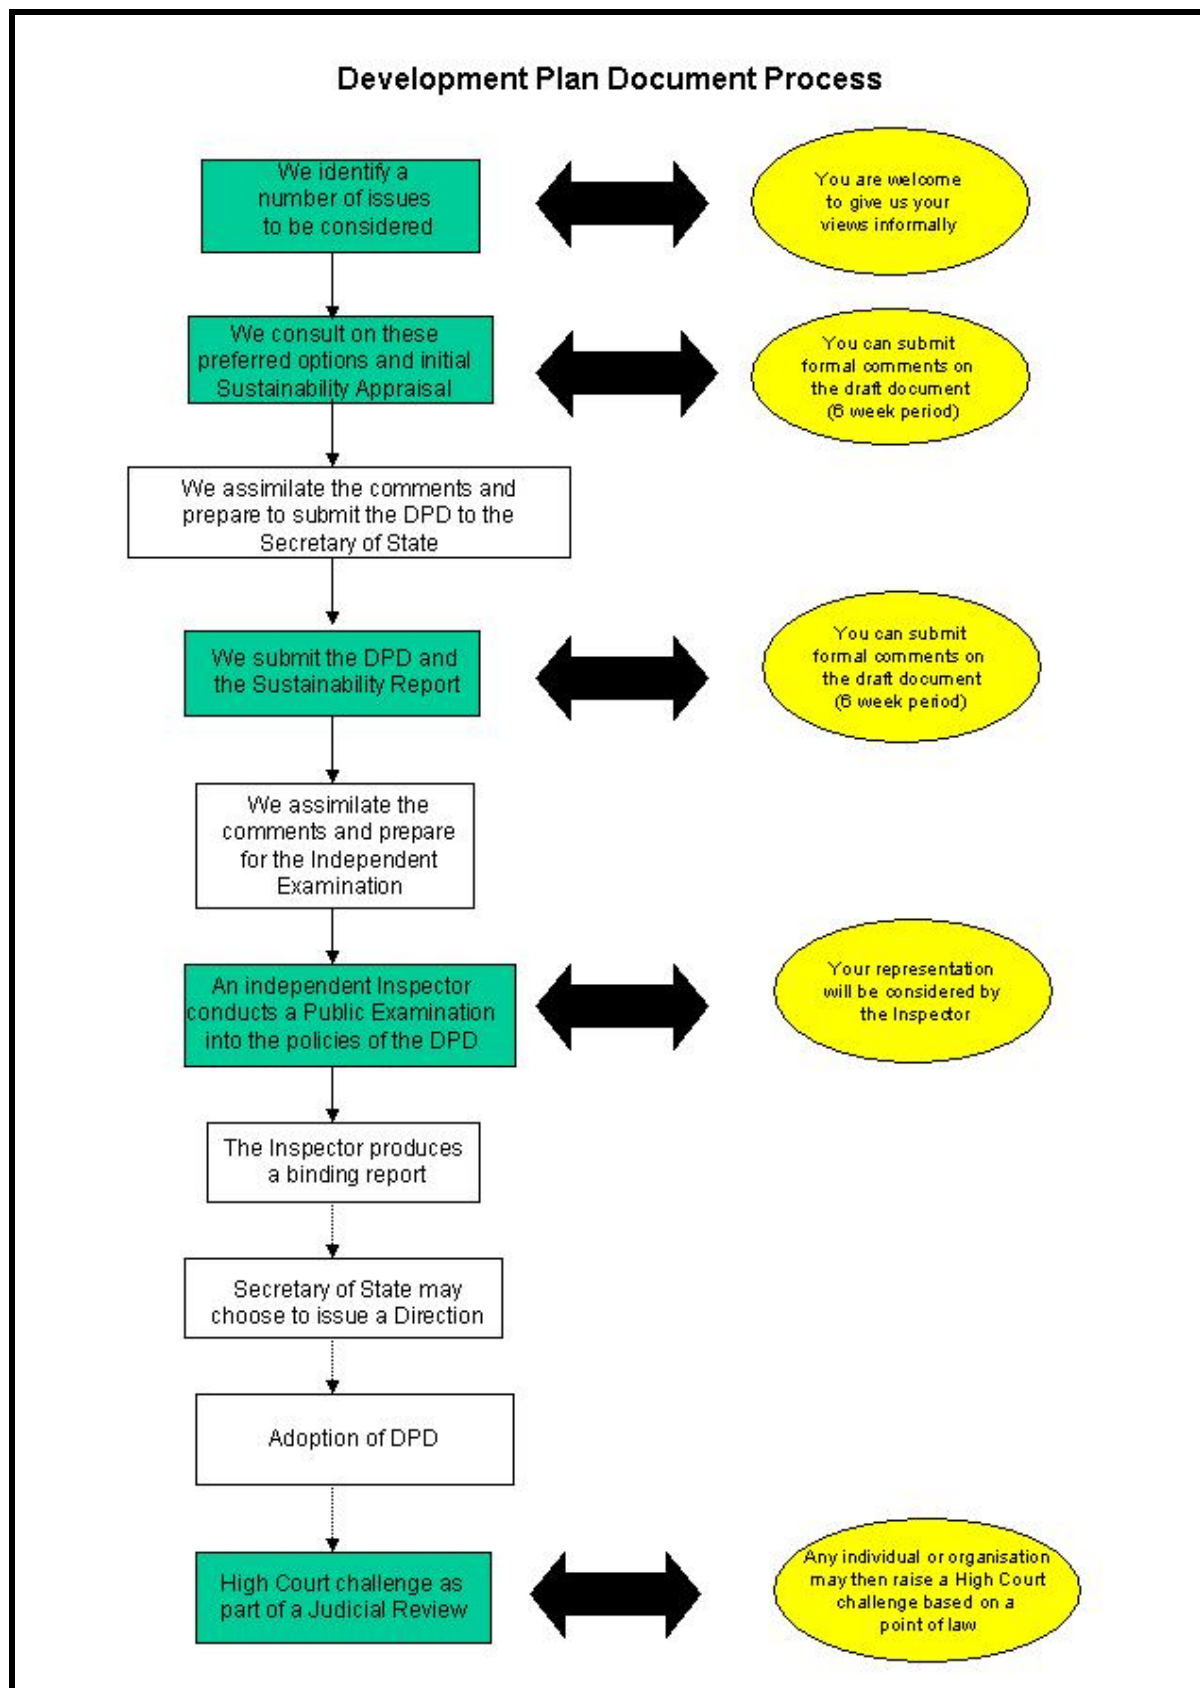 Development Plan Document Process
We identify a
number of issues
to be considered
You are welcome
to give us your
views informally
We consult on these
preferred options and initial
Sustainability Appraisal
You can submit
formal comments on
the draft document
(6 week period)
We assimilate the comments and
prepare to submit the DPD to the
Secretary of State
We submit the DPD and
the Sustainability Report
You can submit
formal comments on
the draft document
(6 week period)
We assimilate the
comments and prepare
for the Independent
Examination
An independent Inspector
conducts a Public Examination
into the policies of the DPD
Your representation
will be considered by
the Inspector
The Inspector produces
a binding report
Secretary of State may
choose to issue a Direction
Adoption of DPD
High Court challenge as
part of a Judicial Review
Any individual or organisation
may then raise a High Court
challenge based on a
point of law